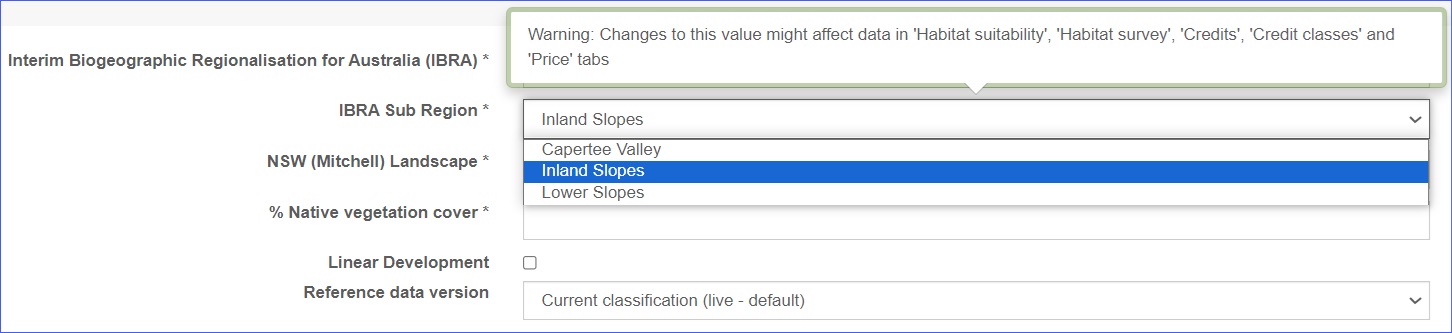 Warning: Changes to this value might affect data in 'Habitat suitability', 'Habitat survey', 'Credits', 'Credit classes' and
'Price' tabs
Interim Biogeographic Regionalisation for Australia (IBRA) *
IBRA Sub Region *
Inland Slopes
Capertee Valley
Inland Slopes
Lower Slopes
NSW (Mitchell) Landscape *
% Native vegetation cover *
Linear Development
Reference data version
Current classification (live - default)